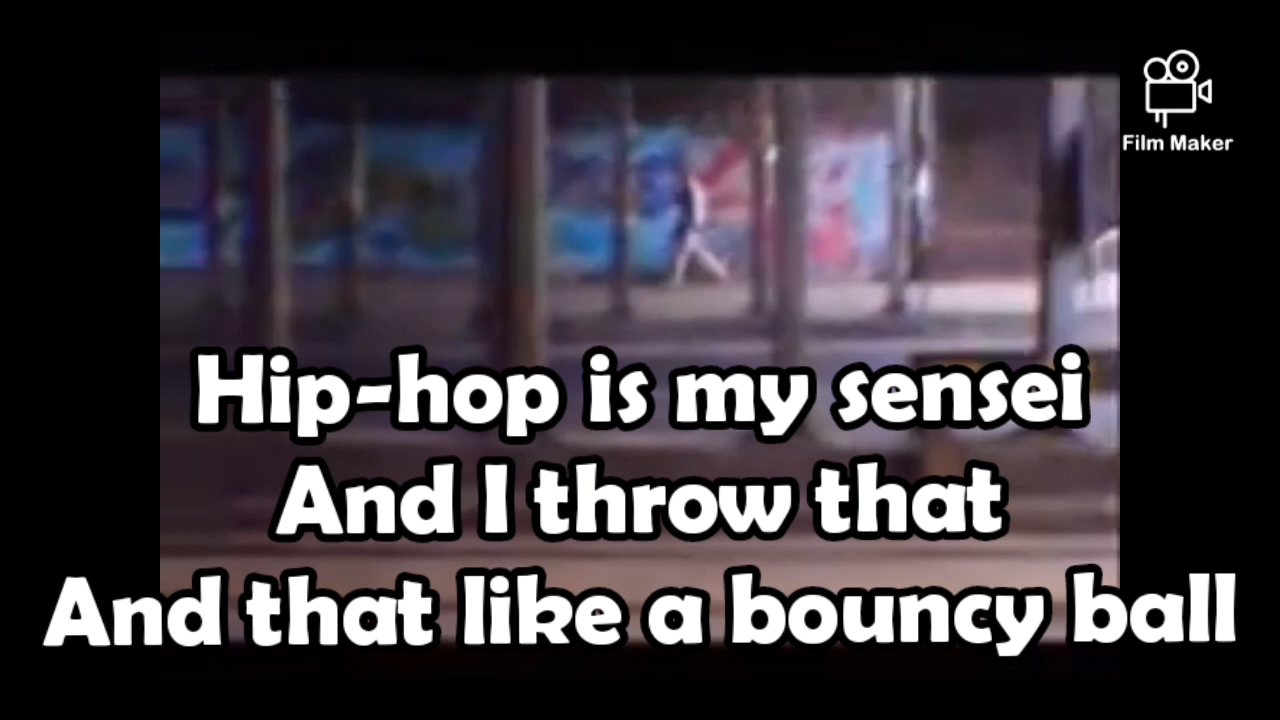 Film Maker
Hip-hop is my sensei
And I throw that
And that like a bouncy ball